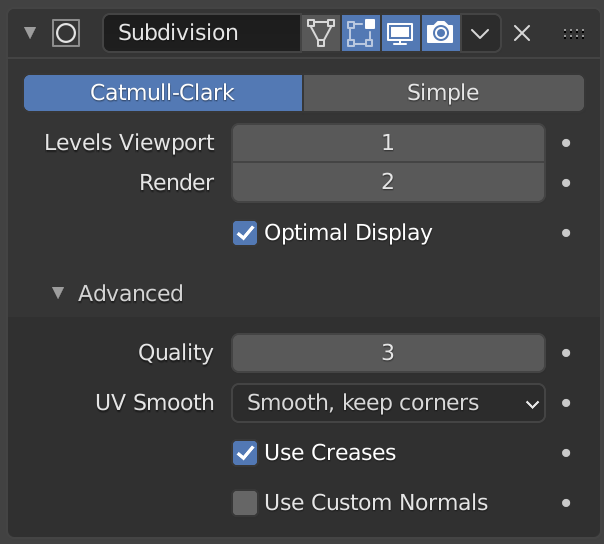 Subdivision
Catmull-Clark Simple
Levels Viewport 1
Render 2
Optimal Display
Advanced
Quality 3
UV Smooth Smooth, keep corners
Use Creases
Use Custom Normals